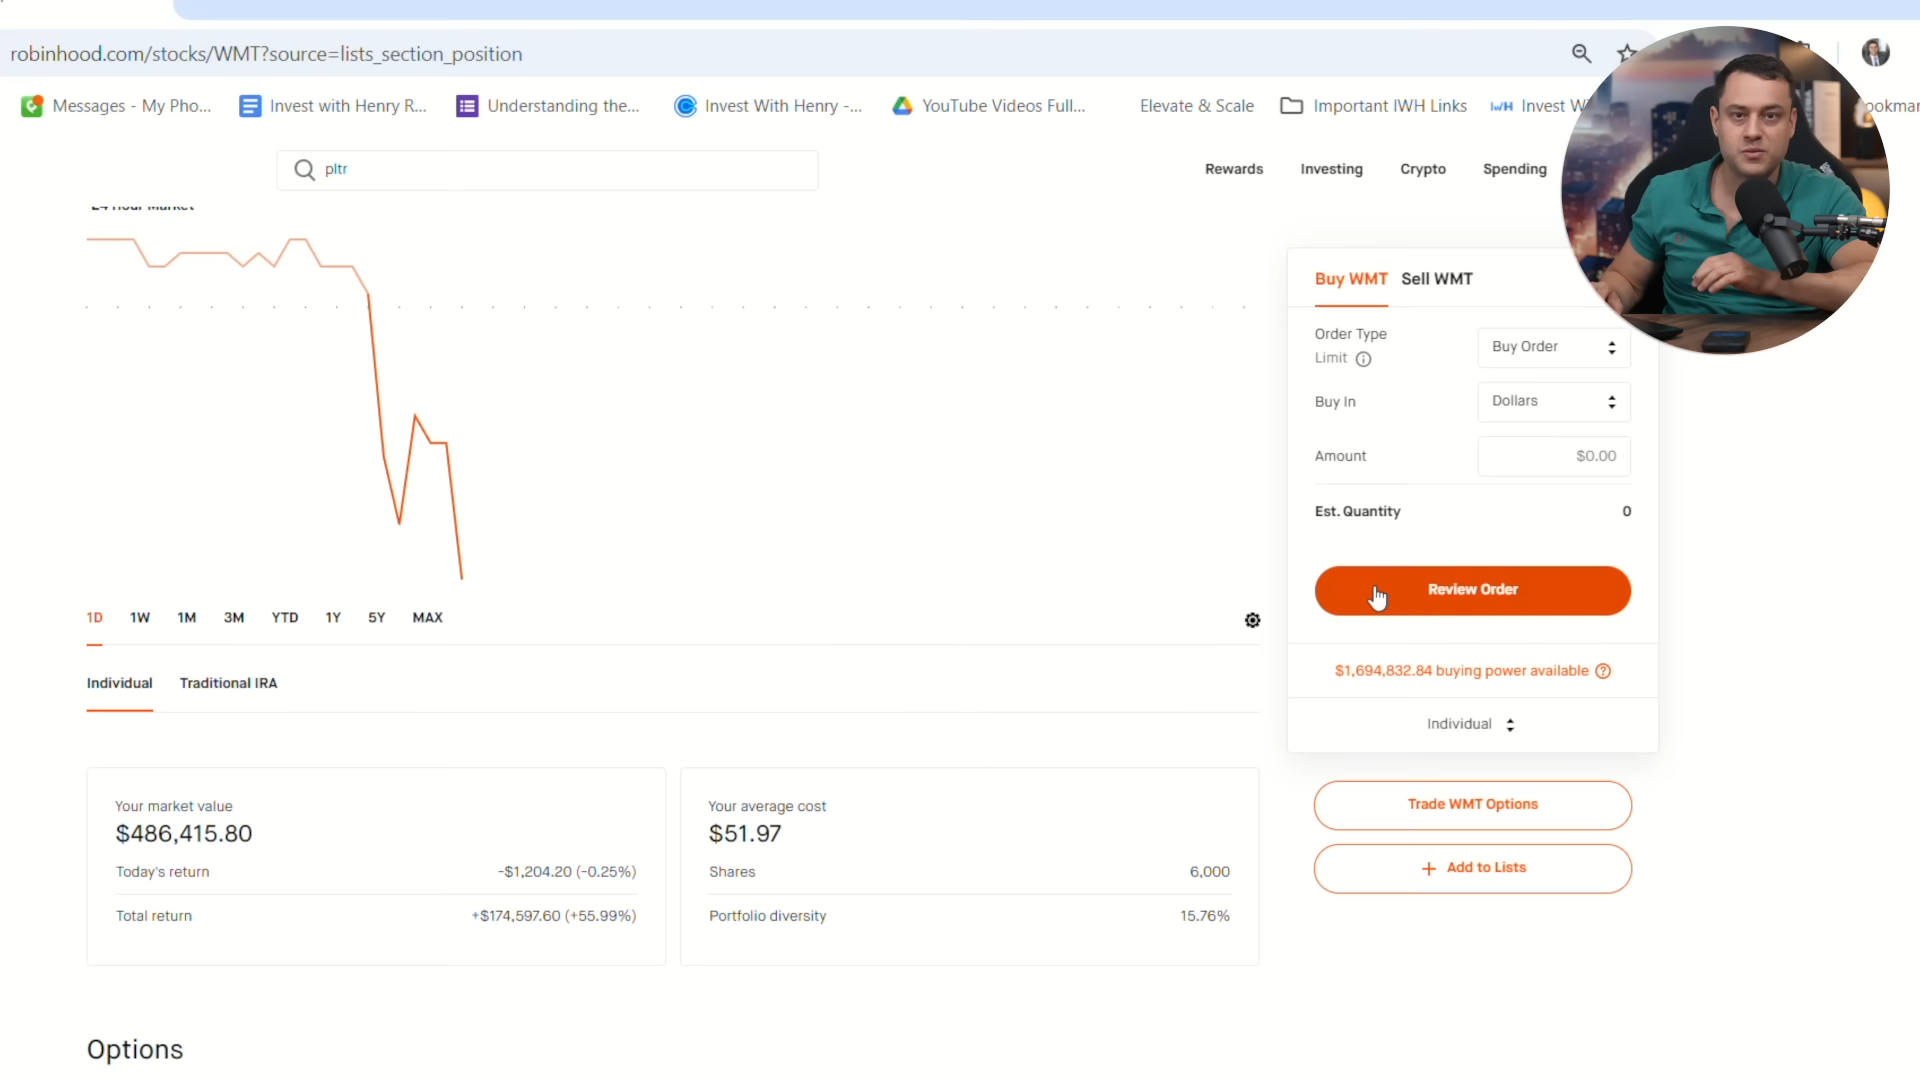 robinhood.com/stocks/WMT?source=lists_section_position
Messages - My Pho...
Invest with Henry R...
Understanding the...
Invest With Henry -...
YouTube Videos Full...
Elevate & Scale
Important IWH Links
IWH
pltr
Rewards
Investing
Crypto
Spending
24 Hour Market
Buy WMT
Sell WMT
Order Type
Limit
Buy Order
Buy In
Dollars
Amount
$0.00
Est. Quantity
0
Review Order
1D
1W
1M
3M
YTD
1Y
5Y
MAX
$1,694,832.84 buying power available
Individual
Traditional IRA
Individual
Your market value
$486,415.80
Today's return
-$1,204.20 (-0.25%)
Total return
+$174,597.60 (+55.99%)
Your average cost
$51.97
Shares
6,000
Portfolio diversity
15.76%
Trade WMT Options
+ Add to Lists
Options